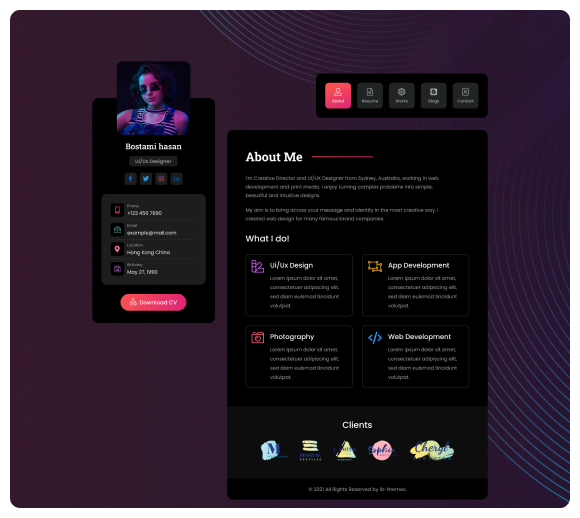 Bostami hasan
Ui/Ux Designer
Phone
+123 456 7890
Email
example@mail.com
Location
Hong Kong China
Birthday
May 27, 1990
Download CV
About
Resume
Works
Blogs
Contact
About Me
I'm Creative Director and UI/UX Designer from Sydney, Australia, working in web
development and print media. I enjoy turning complex problems into simple,
beautiful and intuitive designs.
My aim is to bring across your message and identity in the most creative way. I
created web design for many famous brand companies.
What I do!
Ui/Ux Design
Lorem ipsum dolor sit amet,
consectetuer adipiscing elit,
sed diam euismod tincidunt
volutpat.
App Development
Lorem ipsum dolor sit amet,
consectetuer adipiscing elit,
sed diam euismod tincidunt
volutpat.
Photography
Lorem ipsum dolor sit amet,
consectetuer adipiscing elit,
sed diam euismod tincidunt
volutpat.
Web Development
Lorem ipsum dolor sit amet,
consectetuer adipiscing elit,
sed diam euismod tincidunt
volutpat.
Clients
M
Sophie
Cheryl
© 2021 All Rights Reserved by ib-themes.